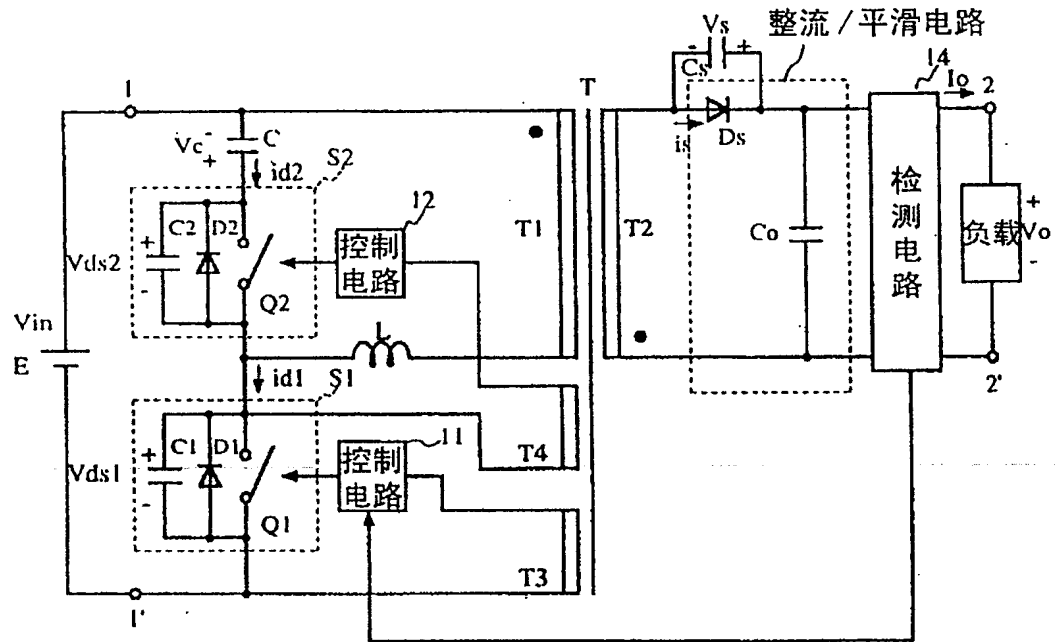 整流/平滑电路
Vs
- +
Cs
14
Io
2
1
T
is
Ds
Vc
-
+
C
id2
S2
12
C2
D2
+
Vds2
-
Q2
控制
电路
T1
T2
Co
检测电路
负载
+
Vo
-
Vin
E
L
2'
id1
S1
11
C1
D1
+
Vds1
-
Q1
控制
电路
T4
T3
1'